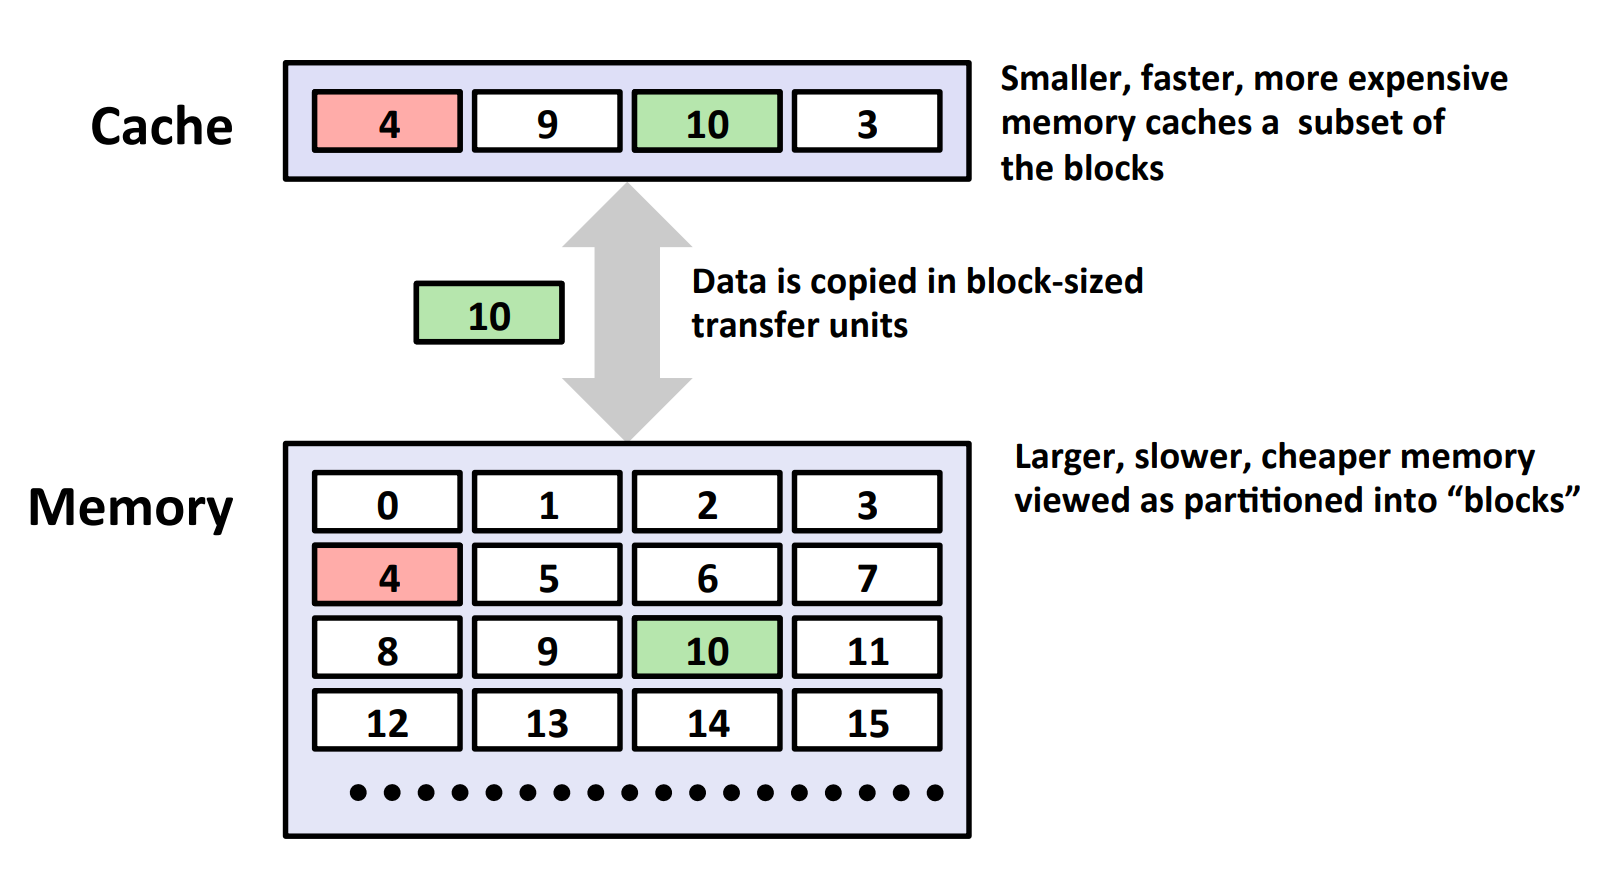 Cache
4 9 10 3
Smaller, faster, more expensive
memory caches a subset of
the blocks
10
Data is copied in block-sized
transfer units
Memory
0 1 2 3
4 5 6 7
8 9 10 11
12 13 14 15
Larger, slower, cheaper memory
viewed as partitioned into “blocks”